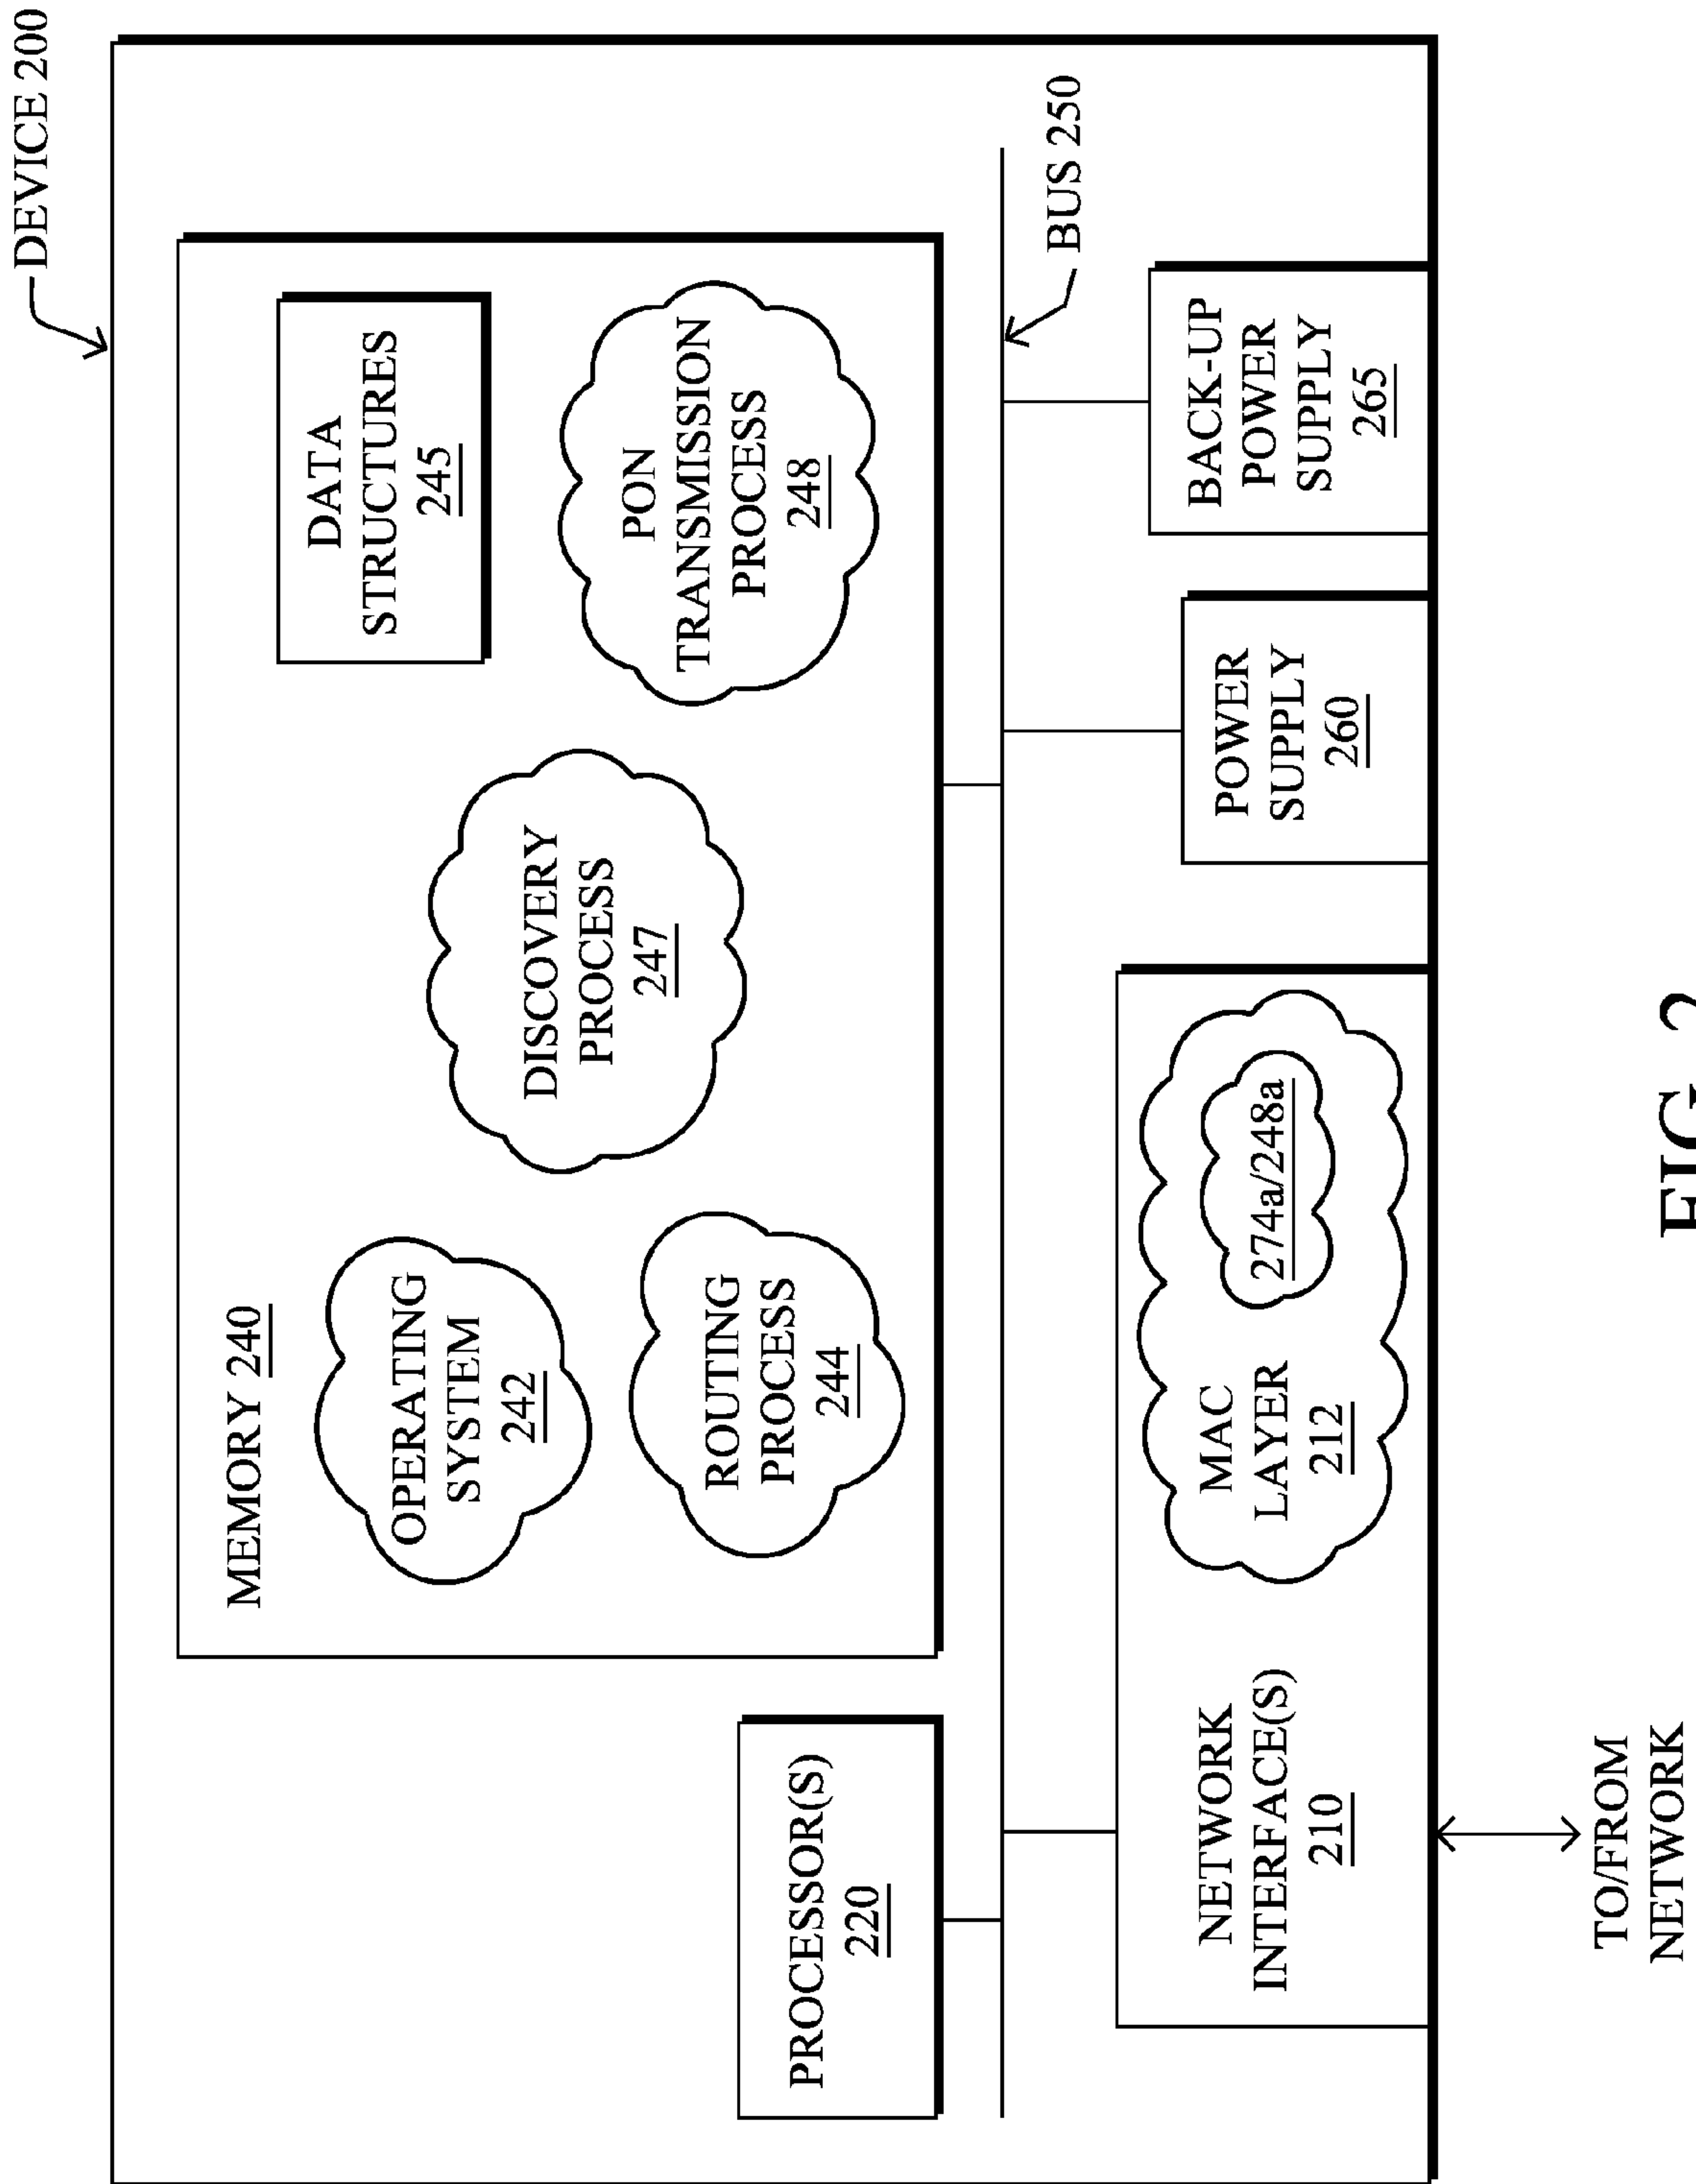 DEVICE 200
MEMORY 240
OPERATING
SYSTEM
242
ROUTING
PROCESS
244
DISCOVERY
PROCESS
247
DATA
STRUCTURES
245
PON
TRANSMISSION
PROCESS
248
PROCESSOR(S)
220
BUS 250
NETWORK
INTERFACE(S)
210
MAC
LAYER
212
274a/248a
POWER
SUPPLY
260
BACK-UP
POWER
SUPPLY
265
TO/FROM
NETWORK
FIG. 2